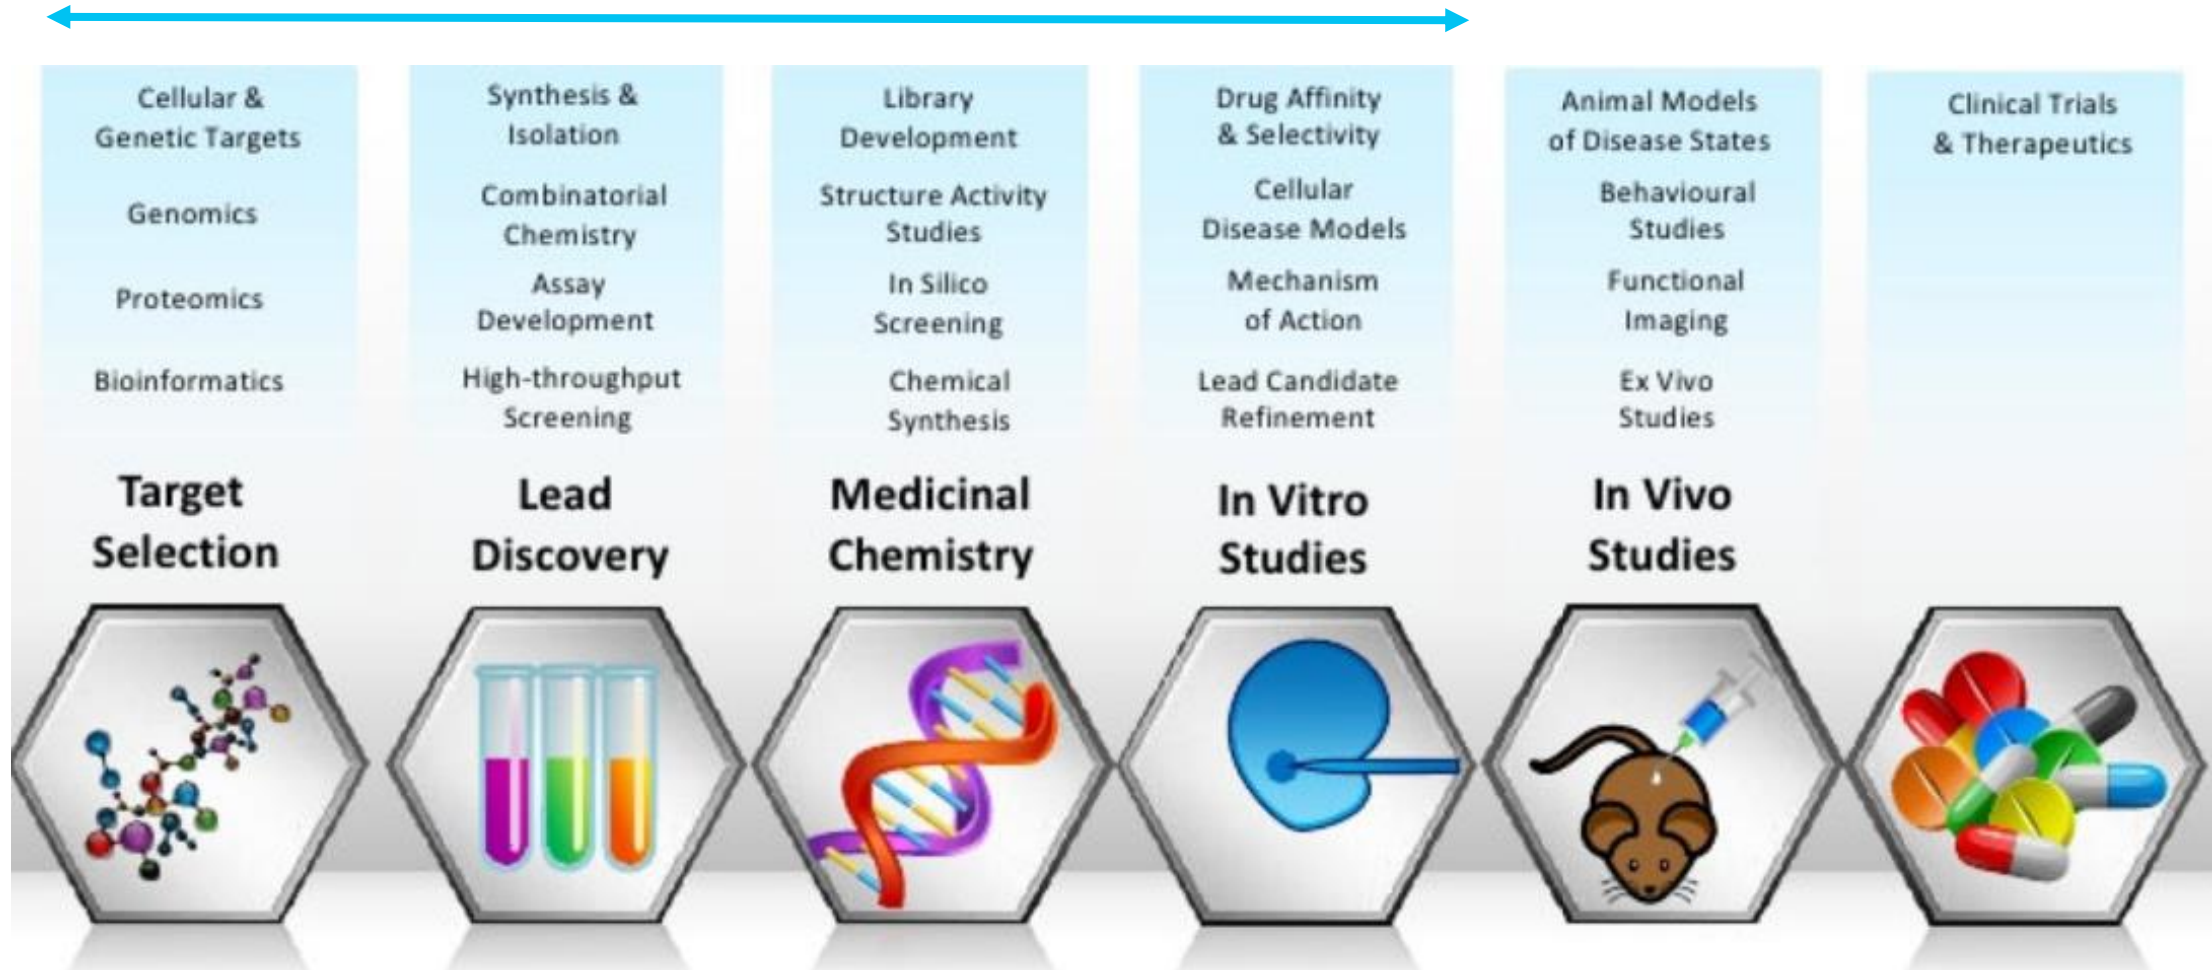 Cellular &
Genetic Targets
Genomics
Proteomics
Bioinformatics
Target
Selection
Synthesis &
Isolation
Combinatorial
Chemistry
Assay
Development
High-throughput
Screening
Lead
Discovery
Library
Development
Structure Activity
Studies
In Silico
Screening
Chemical
Synthesis
Medicinal
Chemistry
Drug Affinity
& Selectivity
Cellular
Disease Models
Mechanism
of Action
Lead Candidate
Refinement
In Vitro
Studies
Animal Models
of Disease States
Behavioural
Studies
Functional
Imaging
Ex Vivo
Studies
In Vivo
Studies
Clinical Trials
& Therapeutics